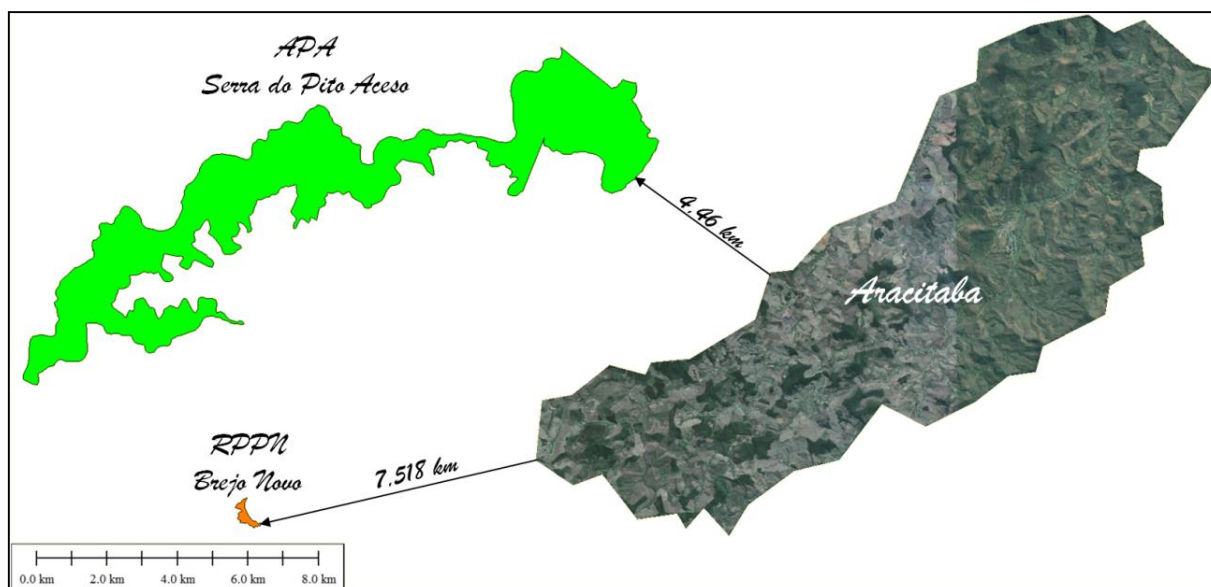 APA
Serra do Pito Aceso
4.46 km
Aracitaba
RPPN
Brejo Novo
7.518 km
0.0 km 2.0 km 4.0 km 6.0 km 8.0 km